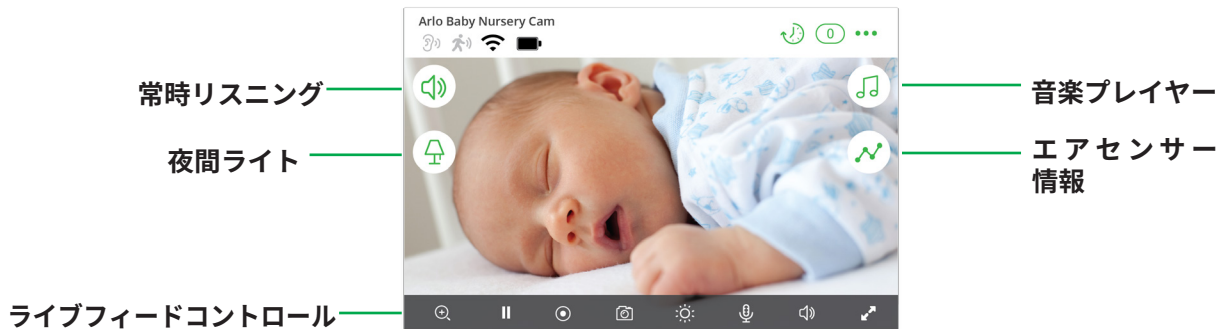 Arlo Baby Nursery Cam
0
常時リスニング
夜間ライト
音楽プレイヤー
エアセンサー
情報
ライブフィードコントロール